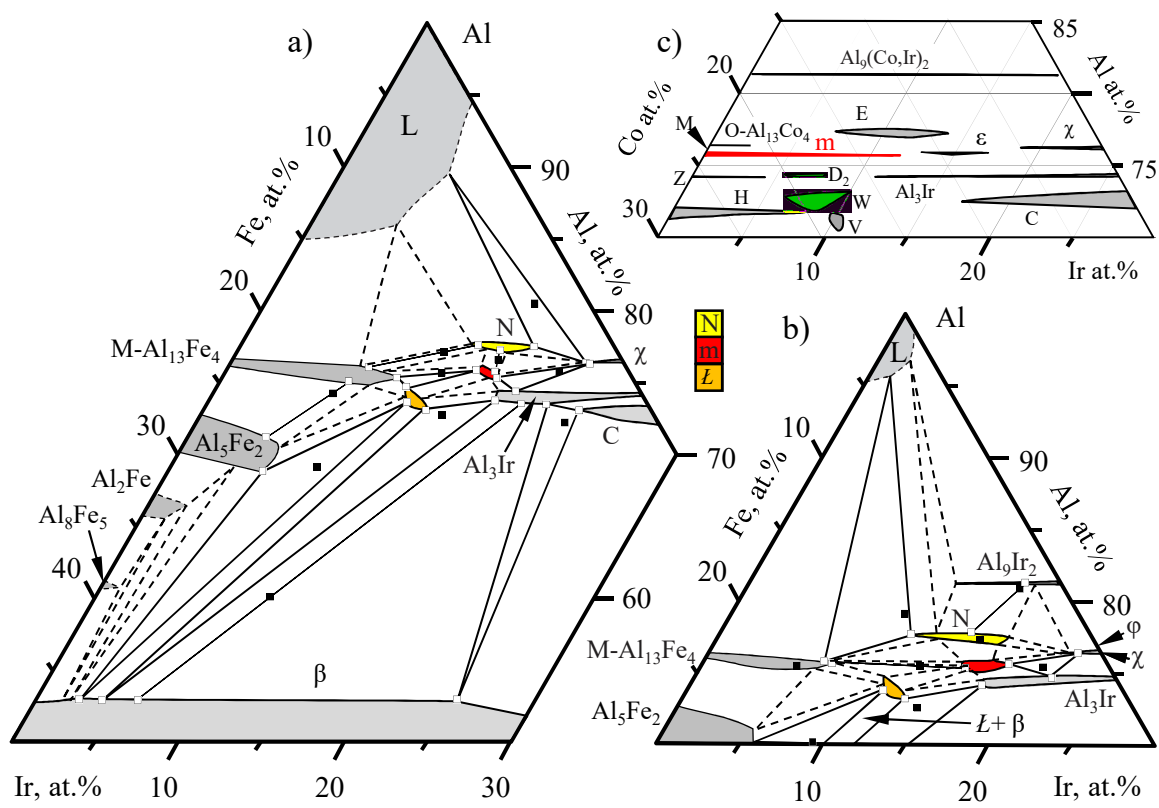 a)
Al
L
10
90
Fe, at.%
Al, at.%
20
80
M-Al13Fe4
N
χ
30
Al5Fe2
Al3Ir
C
70
Al2Fe
Al8Fe5
40
60
β
Ir, at.%
10
20
30
c)
85
20
Al9(Co,Ir)2
Co at.%
Al at.%
E
M
O-Al13Co4
m
ε
χ
75
Z
D2
Al3Ir
H
W
V
C
30
10
20
Ir at.%
N
m
Ł
b)
Al
L
10
90
Fe, at.%
Al, at.%
20
Al9Ir2
80
N
φ
M-Al13Fe4
χ
Al5Fe2
Al3Ir
Ł+ β
10
20
Ir, at.%